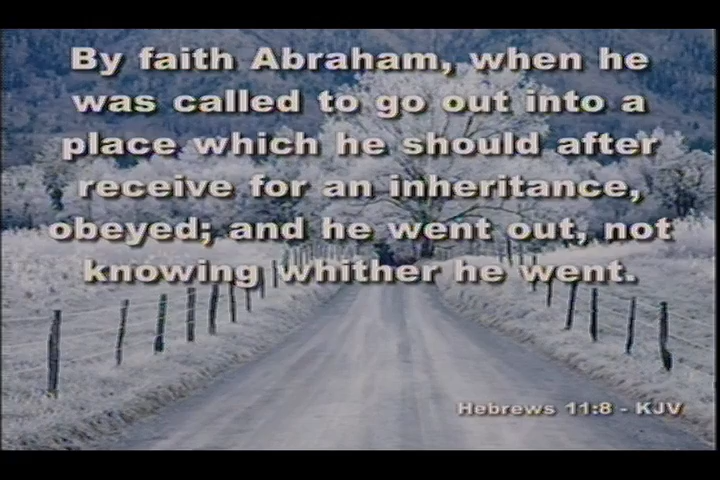 By faith Abraham, when he
was called to go out into a
place which he should after
receive for an inheritance,
obeyed; and he went out, not
knowing whither he went.
Hebrews 11:8 - KJV